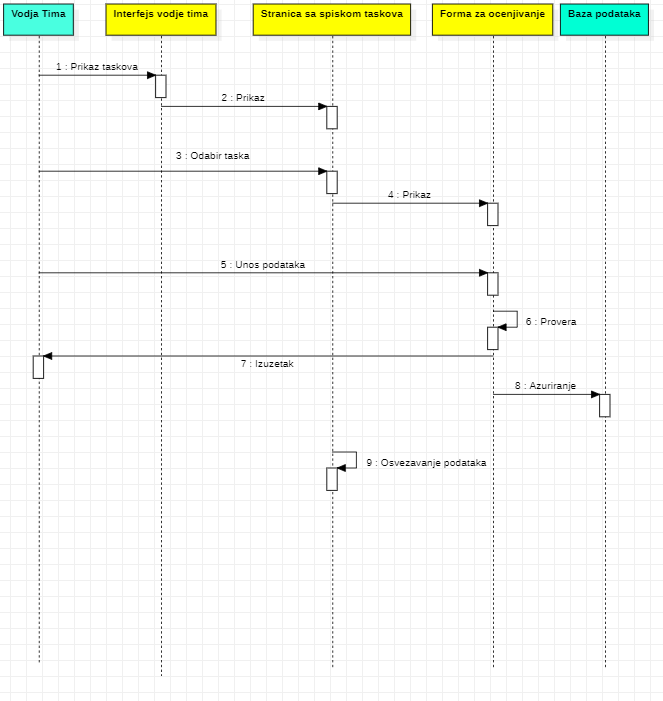 Vodja Tima
Interfejs vodje tima
Stranica sa spiskom taskova
Forma za ocenjivanje
Baza podataka
1 : Prikaz taskova
2 : Prikaz
3 : Odabir taska
4 : Prikaz
5 : Unos podataka
6 : Provera
7 : Izuzetak
8 : Azuriranje
9 : Osvezavanje podataka